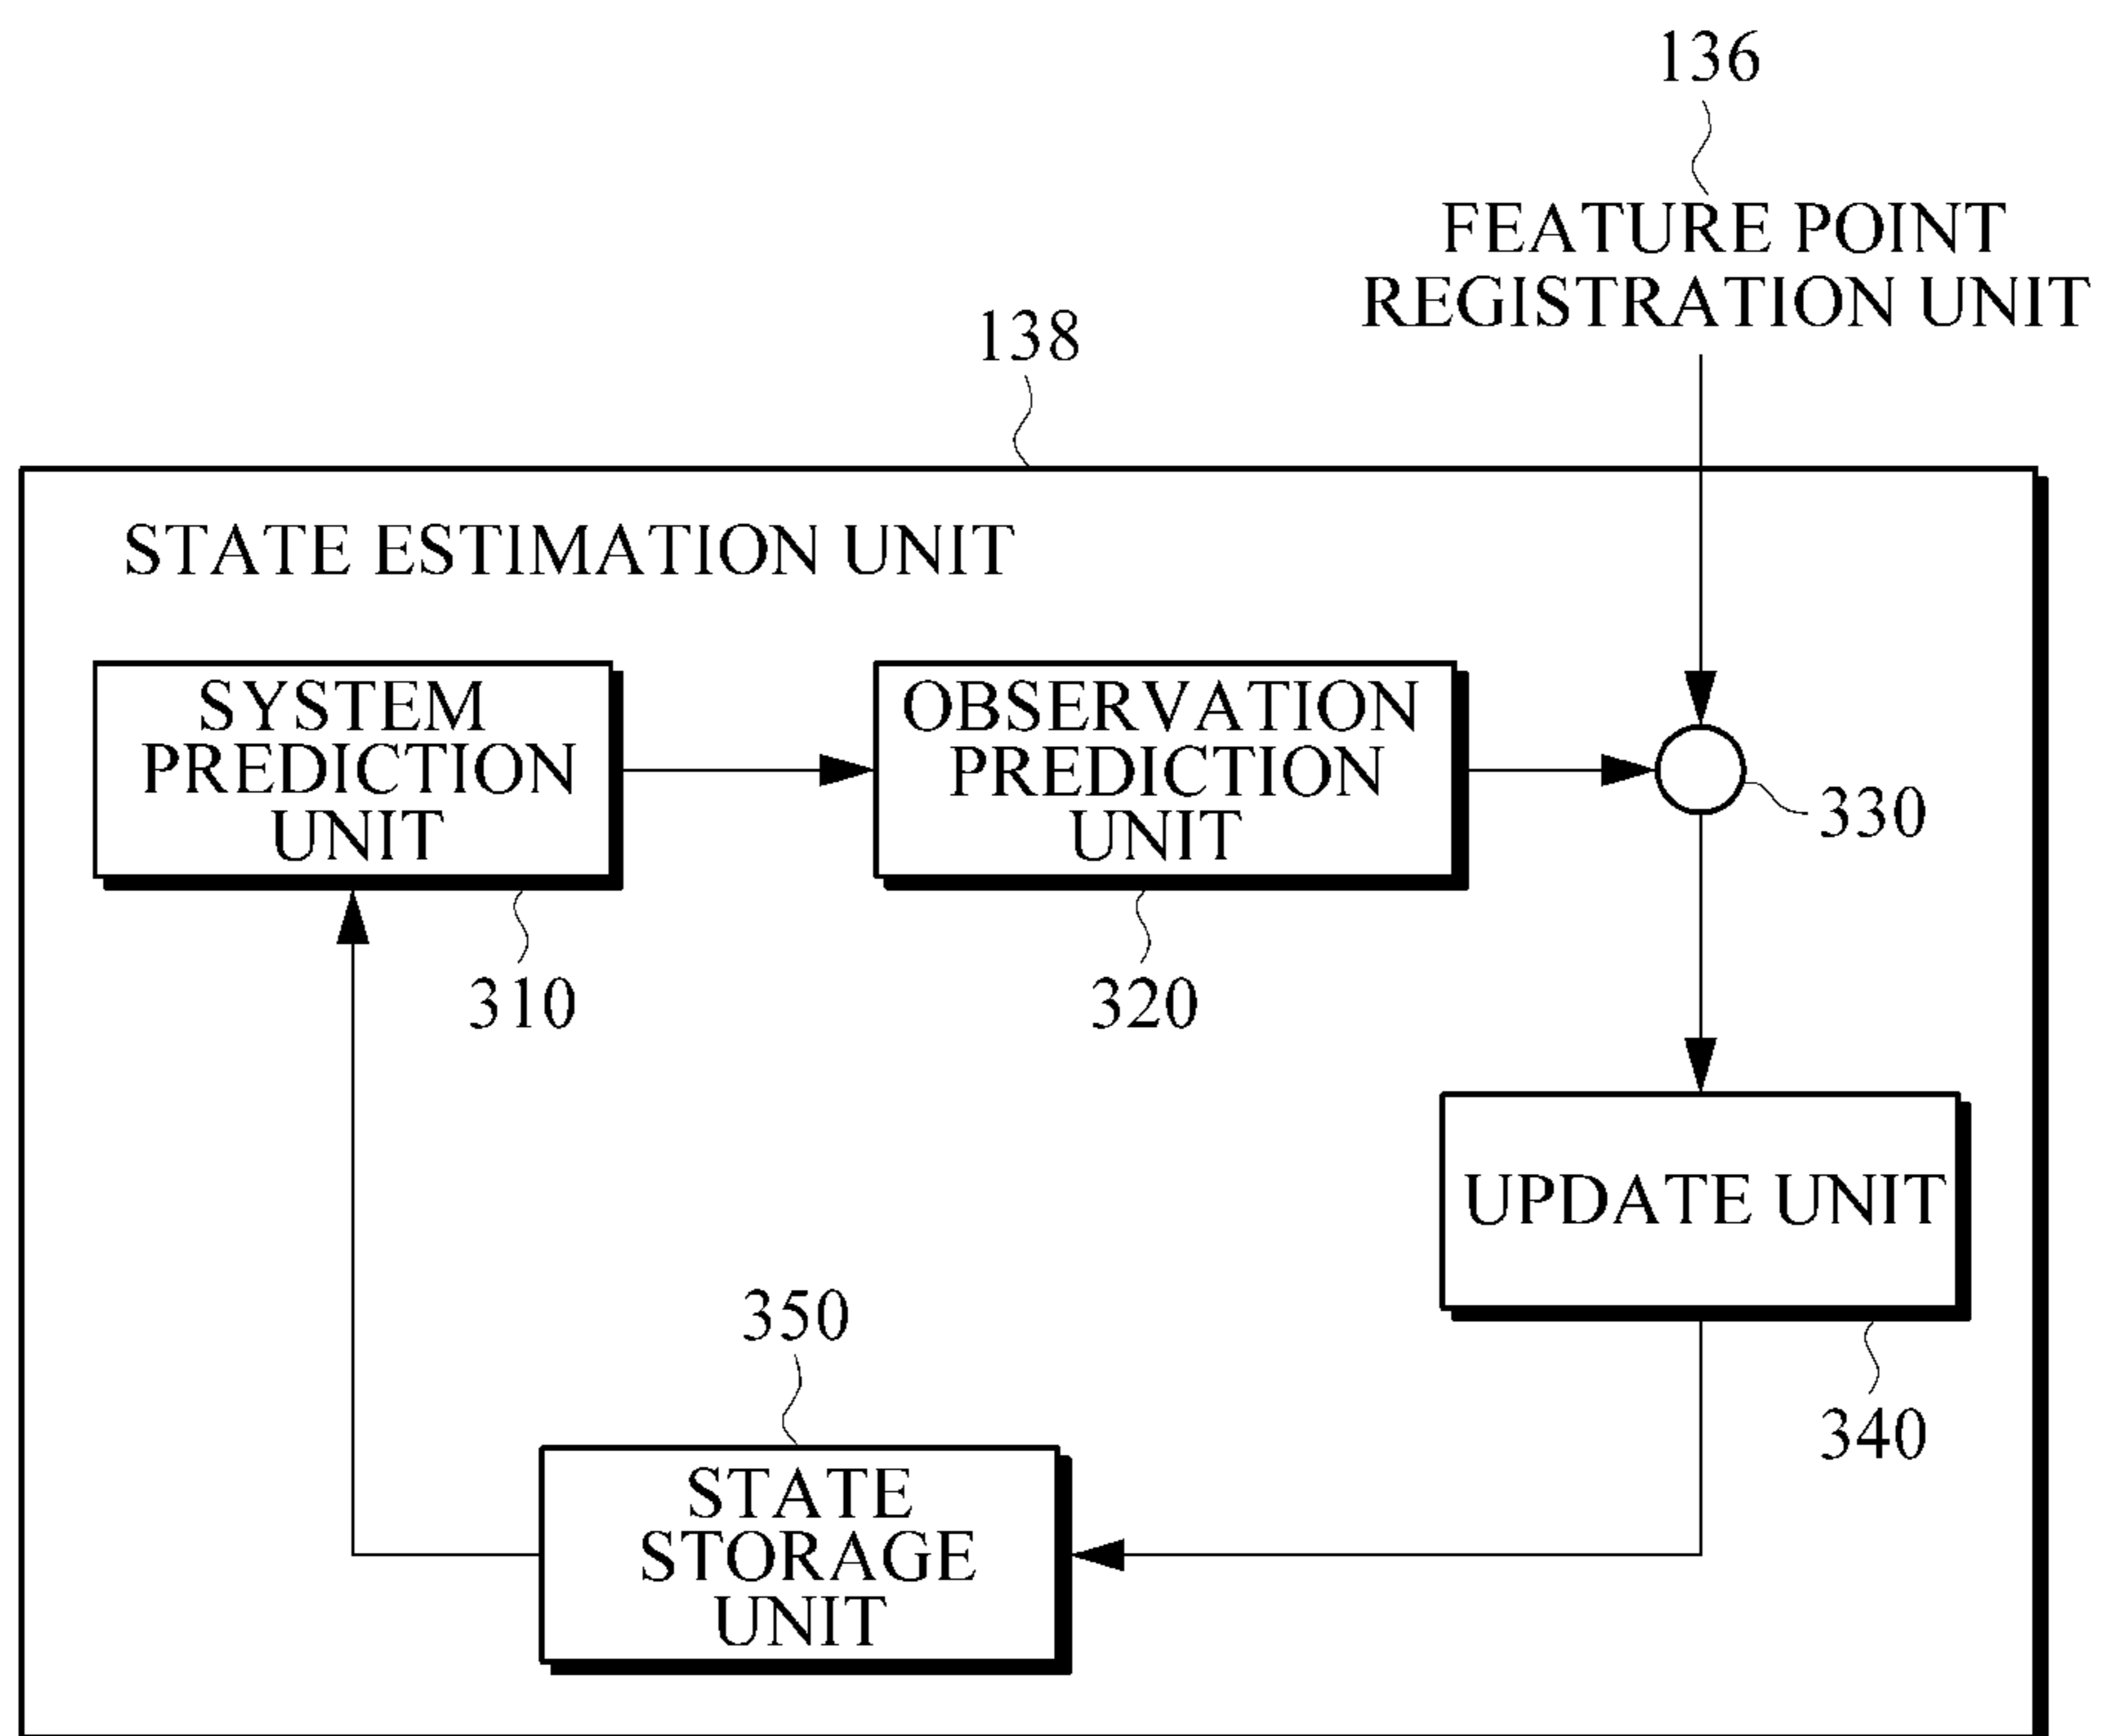 136
FEATURE POINT
REGISTRATION UNIT
138
STATE ESTIMATION UNIT
SYSTEM
PREDICTION
UNIT
OBSERVATION
PREDICTION
UNIT
330
310
320
UPDATE UNIT
350
340
STATE
STORAGE
UNIT